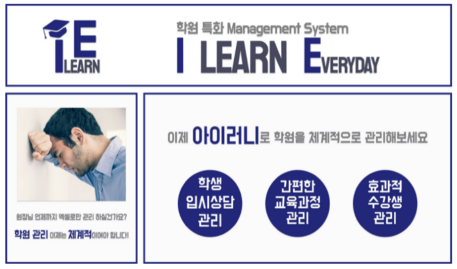 iE
LEARN
학원 특화 Management System
I LEARN EVERYDAY
이제 아이러니로 학원을 체계적으로 관리해보세요
학생
입시상담
관리
간편한
교육과정
관리
효과적
수강생
관리
원장님 언제까지 엑셀로만 관리 하실건가요?
학원 관리 이제는 체계적이어야 합니다!